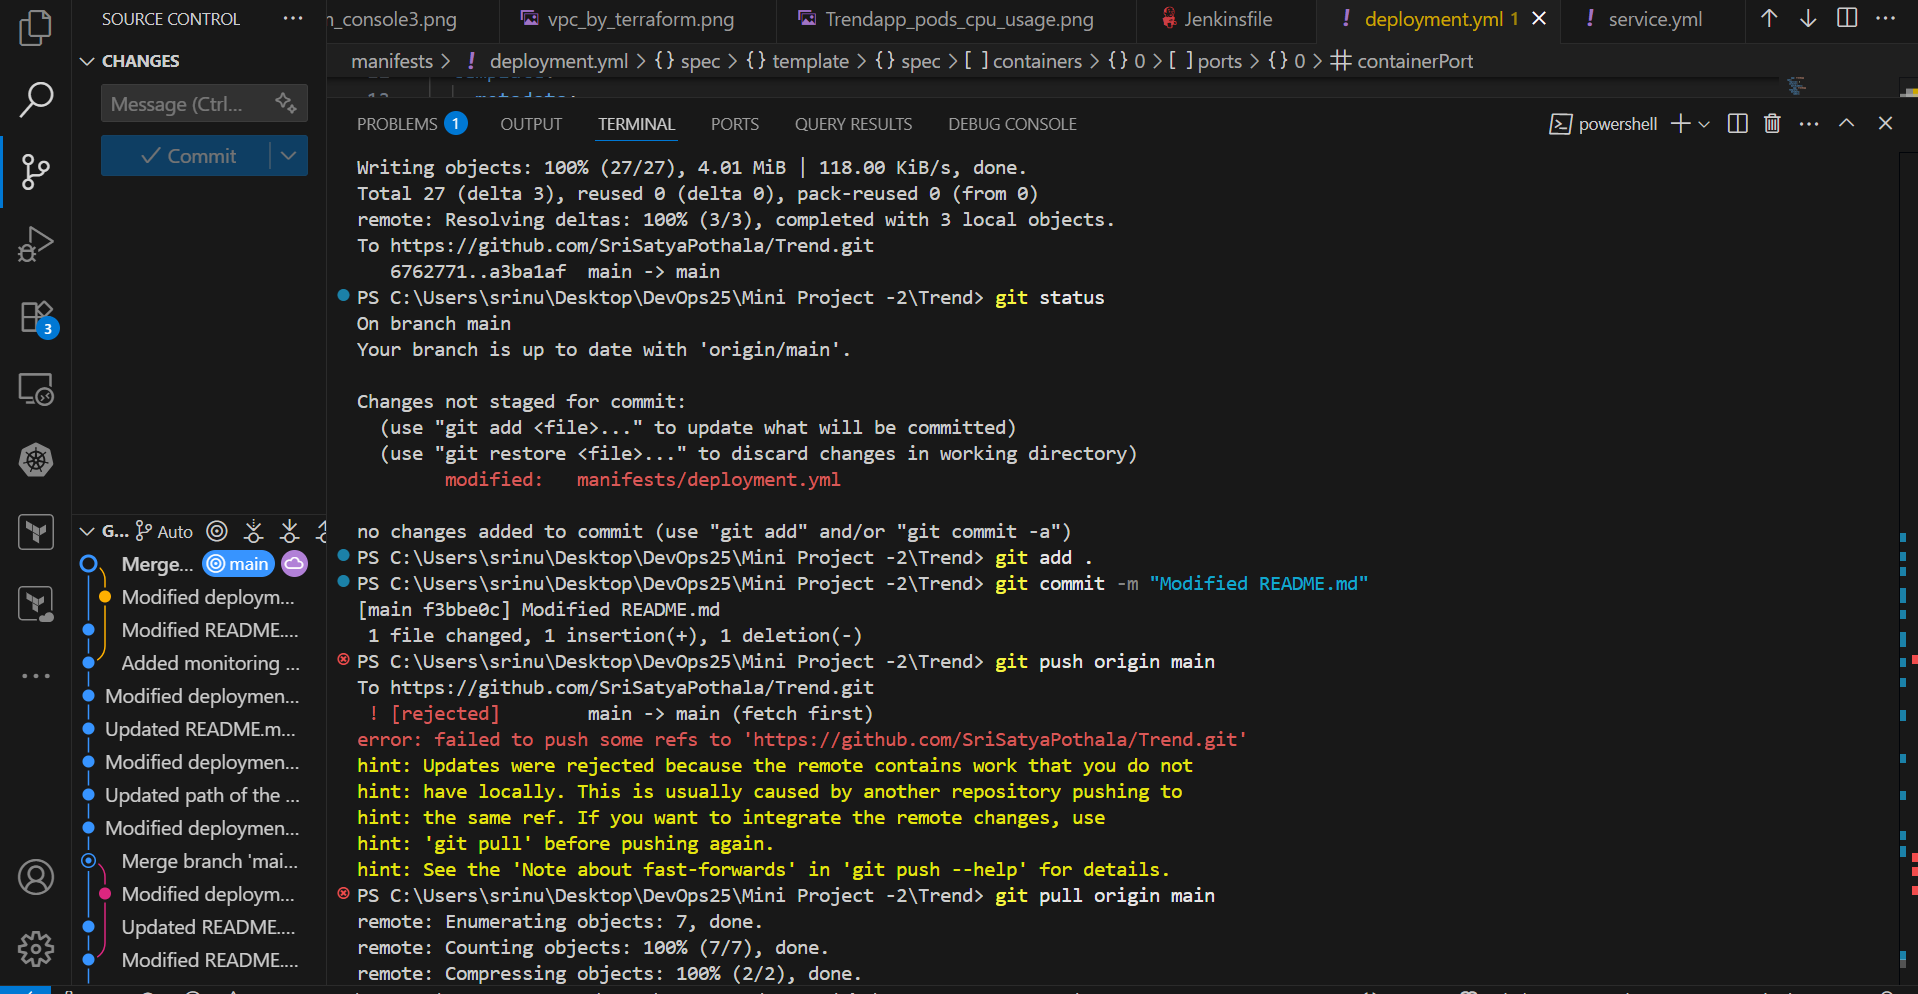 SOURCE CONTROL
n_console3.png
vpc_by_terraform.png
Trendapp_pods_cpu_usage.png
Jenkinsfile
! deployment.yml 1
! service.yml
CHANGES
manifests > ! deployment.yml > {} spec > {} template > {} spec > [ ] containers > {} 0 > [ ] ports > {} 0 > # containerPort
Message (Ctrl...
Commit
3
PROBLEMS 1
OUTPUT
TERMINAL
PORTS
QUERY RESULTS
DEBUG CONSOLE
powershell
Writing objects: 100% (27/27), 4.01 MiB | 118.00 KiB/s, done.
Total 27 (delta 3), reused 0 (delta 0), pack-reused 0 (from 0)
remote: Resolving deltas: 100% (3/3), completed with 3 local objects.
To https://github.com/SriSatyaPothala/Trend.git
6762771..a3ba1af  main -> main
PS C:\Users\srinu\Desktop\DevOps25\Mini Project -2\Trend> git status
On branch main
Your branch is up to date with 'origin/main'.
Changes not staged for commit:
(use "git add <file>..." to update what will be committed)
(use "git restore <file>..." to discard changes in working directory)
modified:   manifests/deployment.yml
no changes added to commit (use "git add" and/or "git commit -a")
PS C:\Users\srinu\Desktop\DevOps25\Mini Project -2\Trend> git add .
PS C:\Users\srinu\Desktop\DevOps25\Mini Project -2\Trend> git commit -m "Modified README.md"
[main f3bbe0c] Modified README.md
1 file changed, 1 insertion(+), 1 deletion(-)
PS C:\Users\srinu\Desktop\DevOps25\Mini Project -2\Trend> git push origin main
To https://github.com/SriSatyaPothala/Trend.git
! [rejected]        main -> main (fetch first)
error: failed to push some refs to 'https://github.com/SriSatyaPothala/Trend.git'
hint: Updates were rejected because the remote contains work that you do not
hint: have locally. This is usually caused by another repository pushing to
hint: the same ref. If you want to integrate the remote changes, use
hint: 'git pull' before pushing again.
hint: See the 'Note about fast-forwards' in 'git push --help' for details.
PS C:\Users\srinu\Desktop\DevOps25\Mini Project -2\Trend> git pull origin main
remote: Enumerating objects: 7, done.
remote: Counting objects: 100% (7/7), done.
remote: Compressing objects: 100% (2/2), done.
G... Auto
Merge... main
Modified deploym...
Modified README....
Added monitoring ...
Modified deploymen...
Updated README.m...
Modified deploymen...
Updated path of the ...
Modified deploymen...
Merge branch 'mai...
Modified deploym...
Updated README....
Modified README....